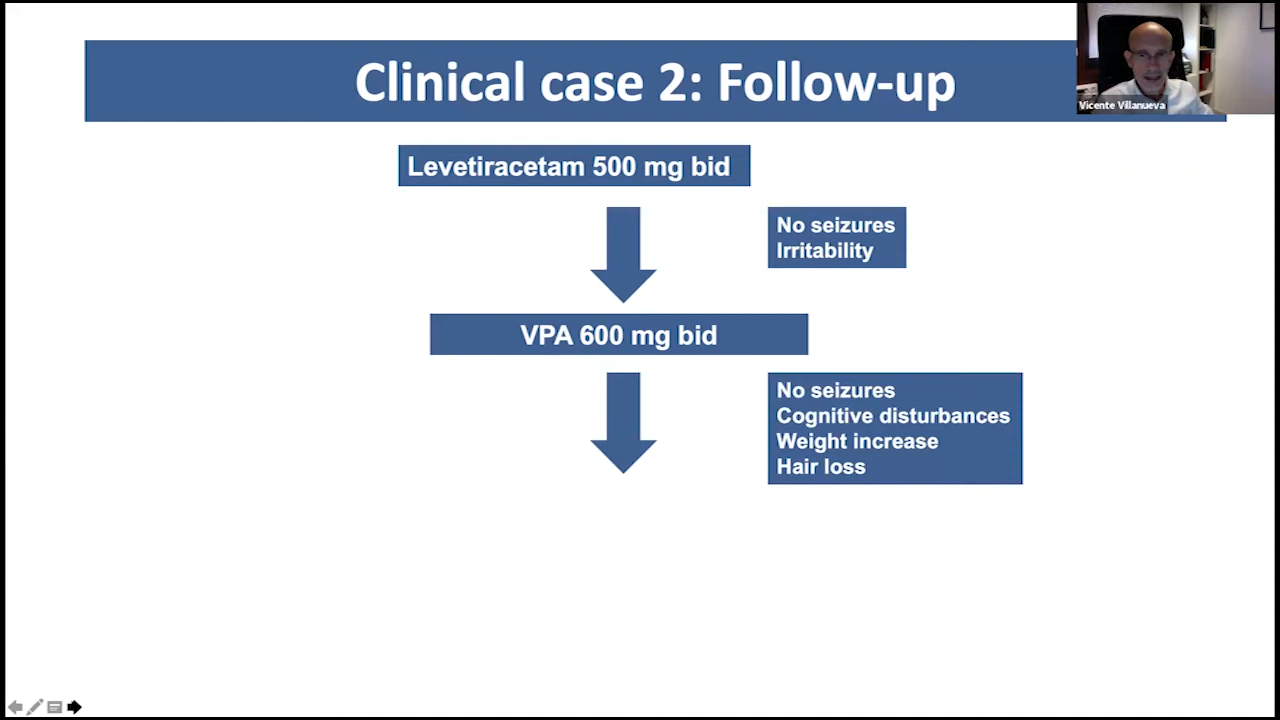 Clinical case 2: Follow-up
Vicente Villanueva
Levetiracetam 500 mg bid
No seizures
Irritability
VPA 600 mg bid
No seizures
Cognitive disturbances
Weight increase
Hair loss